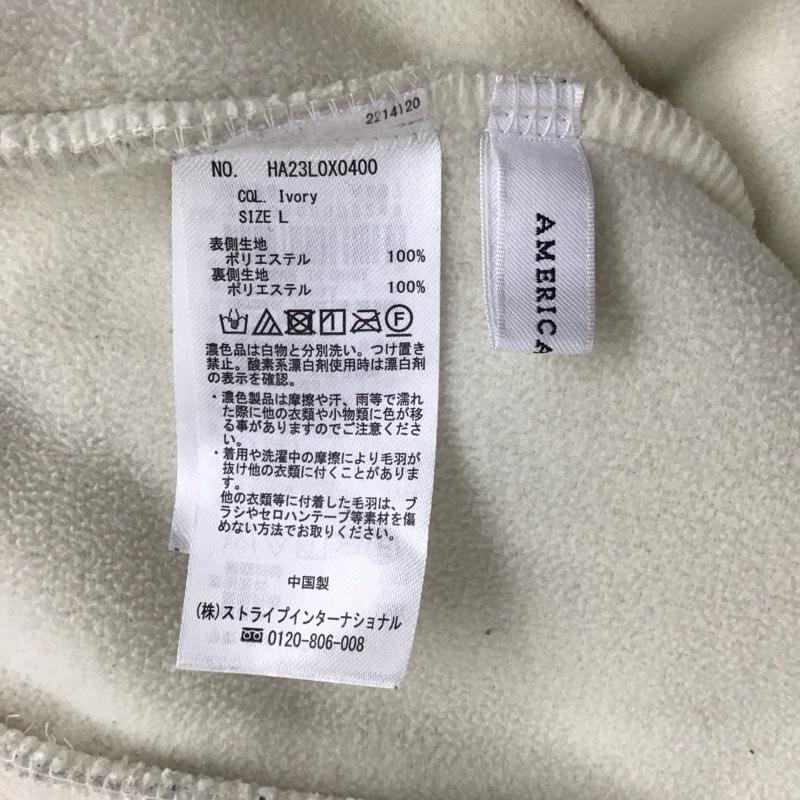 2214120
NO. HA23L0X0400
COL. Ivory
SIZE L
表側生地
ポリエステル 100%
裏側生地
ポリエステル 100%
F
濃色品は白物と分別洗い。つけ置き
禁止。酸素系漂白剤使用時は漂白剤
の表示を確認。
・濃色製品は摩擦や汗、雨等で濡れ
た際に他の衣類や小物類に色が移
る事がありますのでご注意くださ
い。
・着用や洗濯中の摩擦により毛羽が
抜け他の衣類に付くことがありま
す。
他の衣類等に付着した毛羽は、ブ
ラシやセロハンテープ等素材を傷
めない方法でお取りください。
中国製
(株)ストライプインターナショナル
0120-806-008
AMERICA